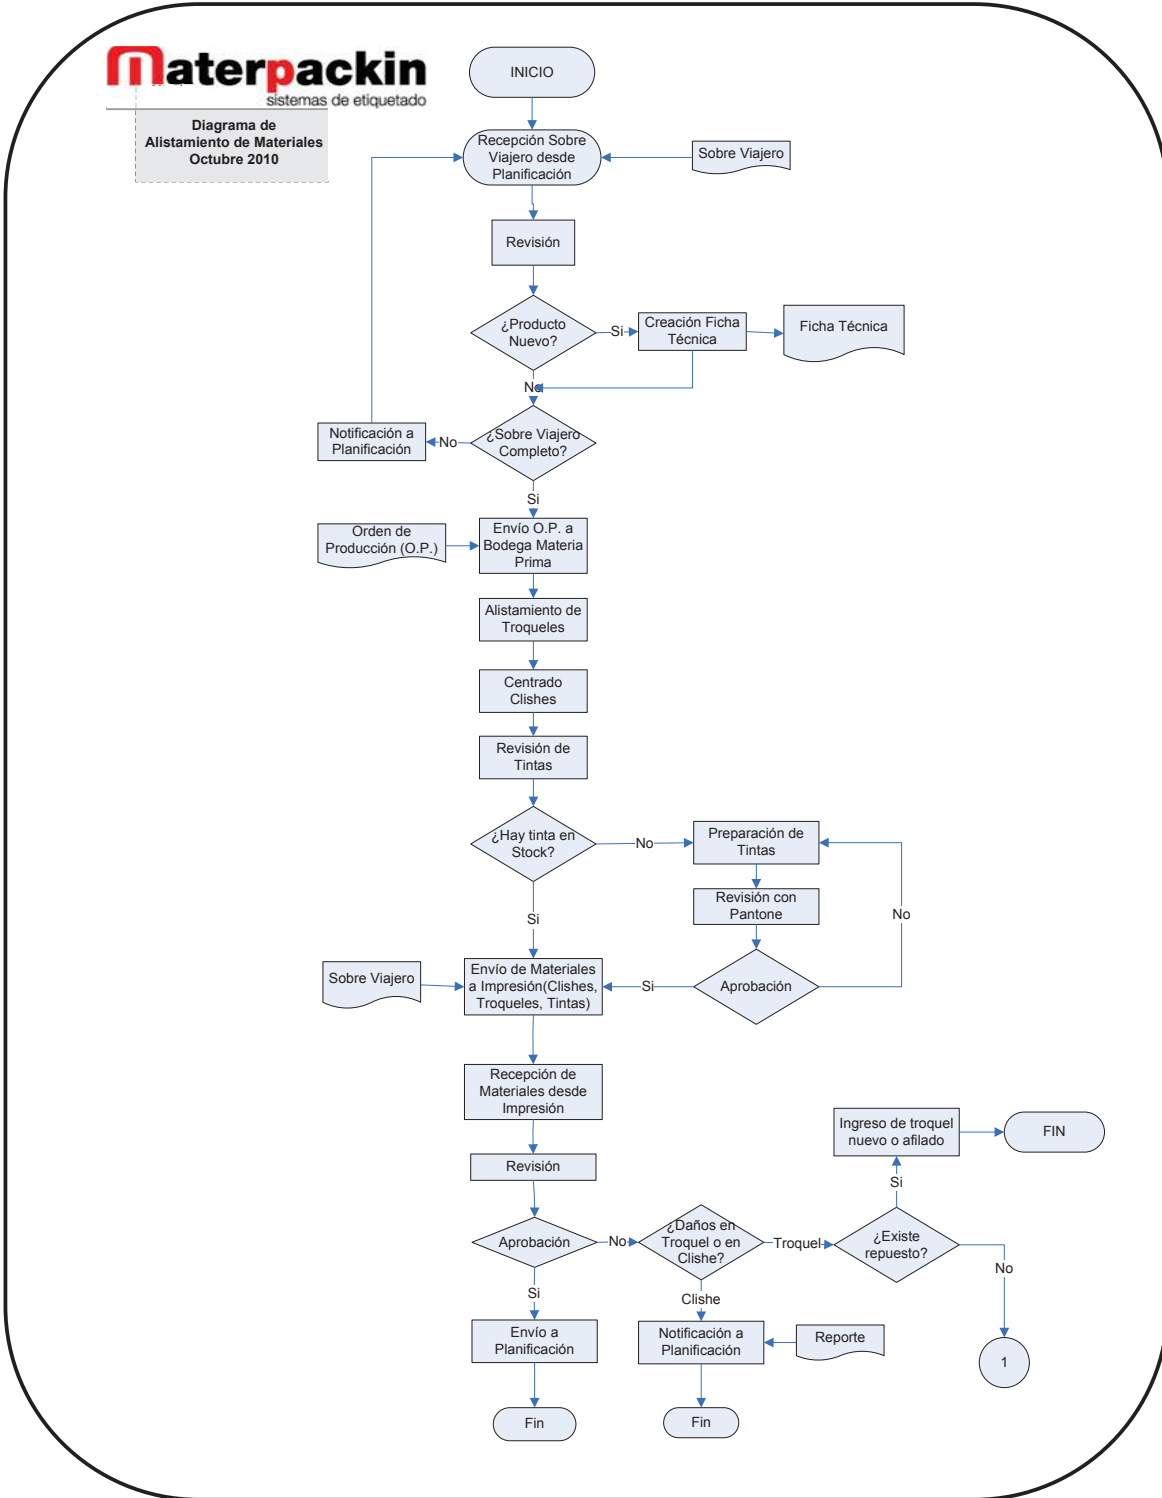 materpackin
sistemas de etiquetado
Diagrama de
Alistamiento de Materiales
Octubre 2010
INICIO
Recepción Sobre
Viajero desde
Planificación
Sobre Viajero
Revisión
¿Producto
Nuevo?
Si
Creación Ficha
Técnica
Ficha Técnica
No
¿Sobre Viajero
Completo?
No
Notificación a
Planificación
Si
Orden de
Producción (O.P.)
Envío O.P. a
Bodega Materia
Prima
Alistamiento de
Troqueles
Centrado
Clishes
Revisión de
Tintas
¿Hay tinta en
Stock?
No
Preparación de
Tintas
Revisión con
Pantone
No
Si
Sobre Viajero
Envío de Materiales
a Impresión(Clishes,
Troqueles, Tintas)
Si
Aprobación
Recepción de
Materiales desde
Impresión
Ingreso de troquel
nuevo o afilado
FIN
Revisión
Si
Aprobación
No
¿Daños en
Troquel o en
Clishe?
Troquel
¿Existe
repuesto?
No
Si
Clishe
Envío a
Planificación
Notificación a
Planificación
Reporte
1
Fin
Fin